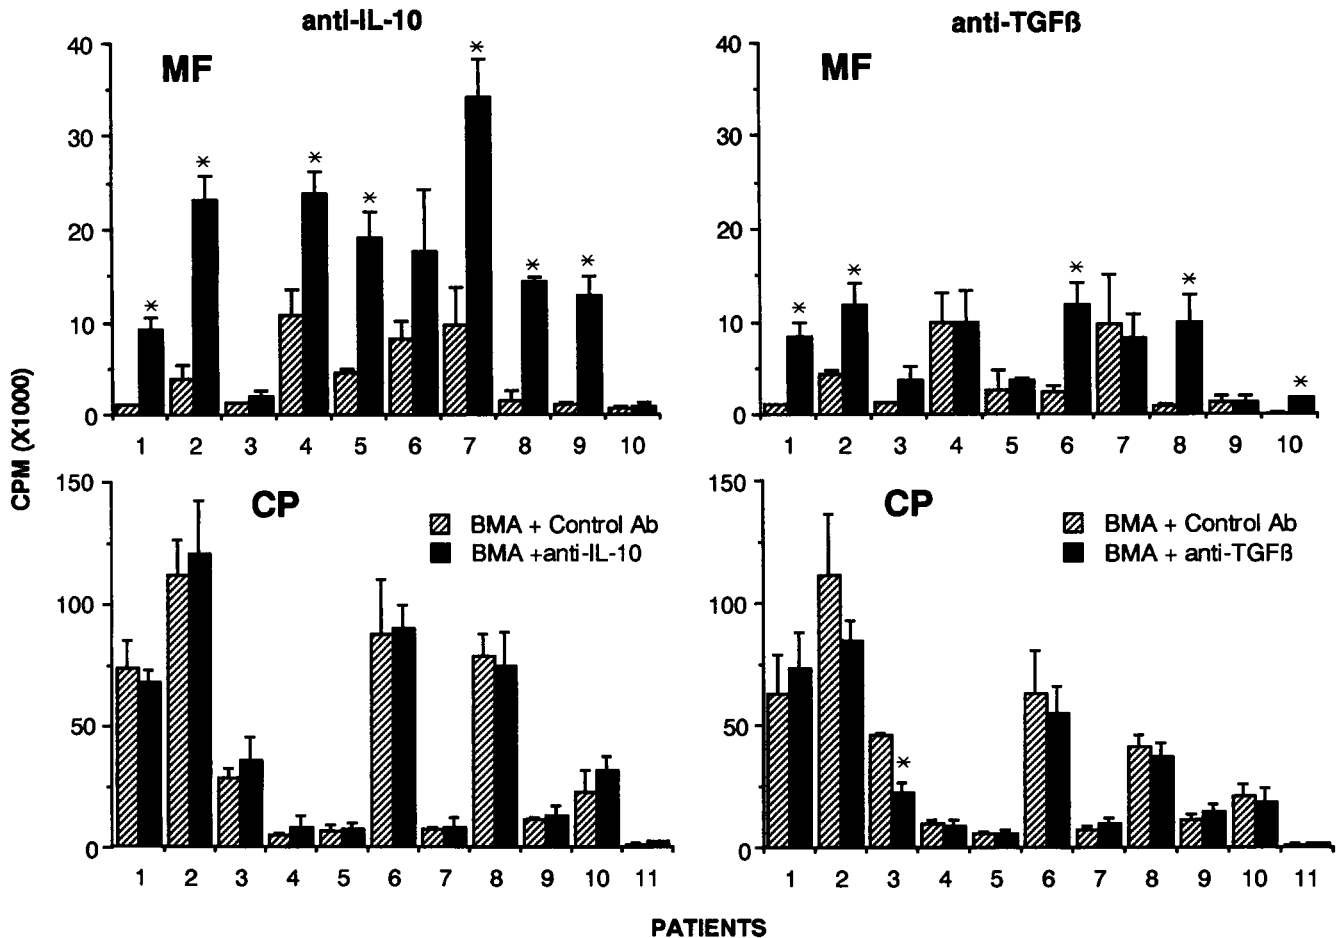 anti-IL-10
anti-TGFß
MF
MF
40
30
20
10
0
* * * * * * *
1 2 3 4 5 6 7 8 9 10
40
30
20
10
0
* * * * *
1 2 3 4 5 6 7 8 9 10
CPM (X1000)
CP
BMA + Control Ab
BMA +anti-IL-10
150
100
50
0
1 2 3 4 5 6 7 8 9 10 11
CP
BMA + Control Ab
BMA + anti-TGFß
150
100
50
0
*
1 2 3 4 5 6 7 8 9 10 11
PATIENTS